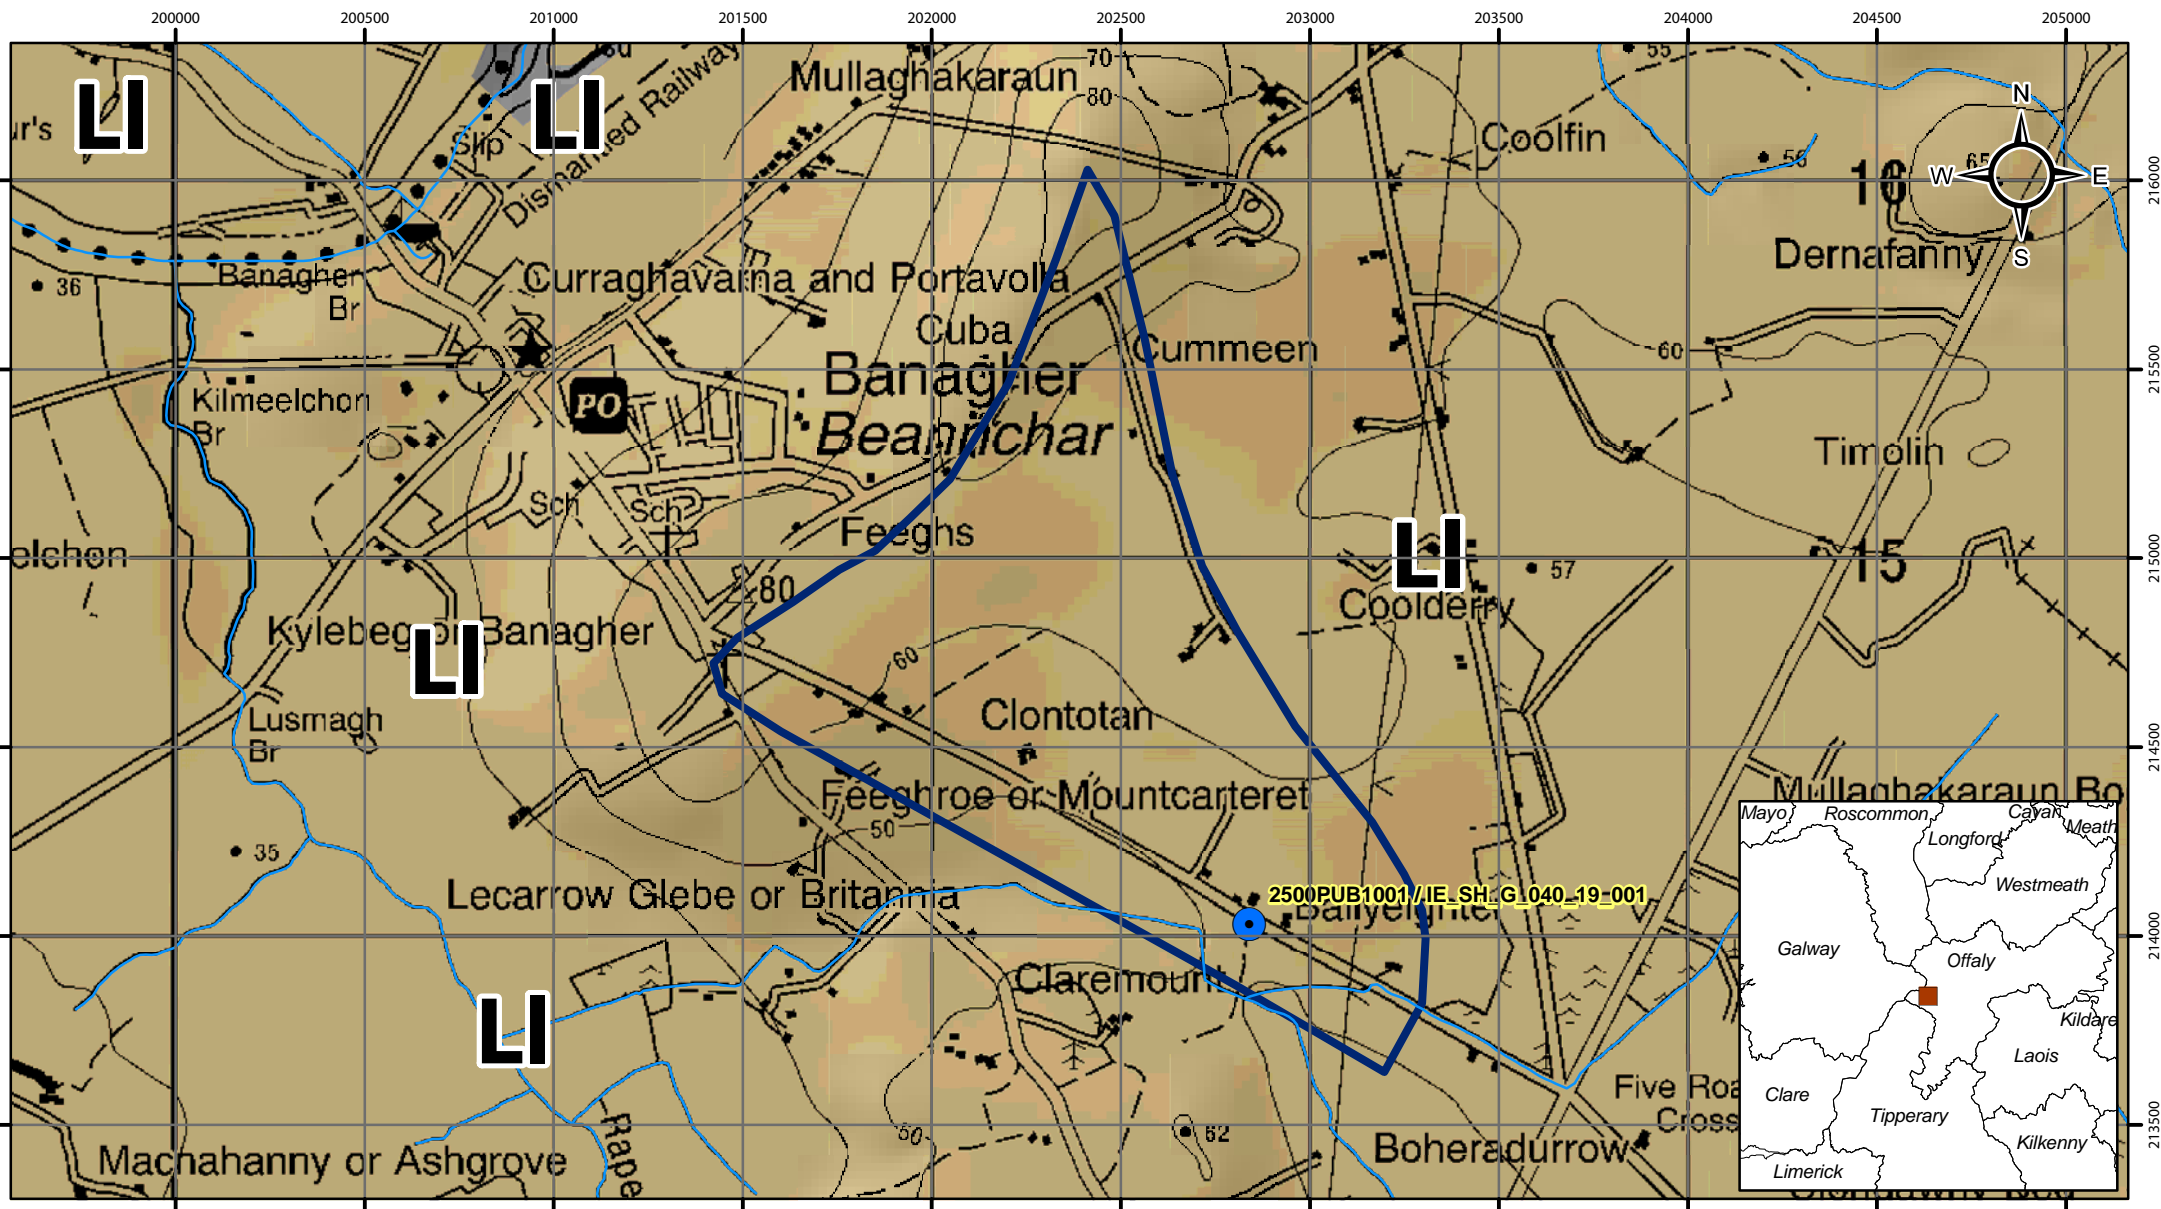 200000 200500 201000 201500 202000 202500 203000 203500 204000 204500 205000
216000
215500
215000
214500
214000
213500
N
W E
S
70
80
55
Mullaghakaraun
Coolfin
ur's
LI
LI
Slip
Dismantled Railway
56
16
65
Dernafanny
Banagher
Br
36
Curraghavarna and Portavolla
Cuba
Banagher
Beannchar
Cummeen
60
Kilmeelchon
Br
PO
Timolin
Sch
Sch
Feeghs
elchon
LI
57
15
80
Coolderry
Kylebeg or Banagher
LI
60
Lusmagh
Br
Clontotan
Feeghroe or Mountcarteret
Mullaghakaraun Bo
50
35
Lecarrow Glebe or Britannia
2500PUB1001 / IE_SH_G_040_19_001
Ballyeighter
Claremount
LI
Five Roa
Cross
50
62
Boheradurrow
Machahanny or Ashgrove
Rape
Mayo
Roscommon
Cavan
Longford
Meath
Westmeath
Galway
Offaly
Kildare
Laois
Clare
Tipperary
Kilkenny
Limerick